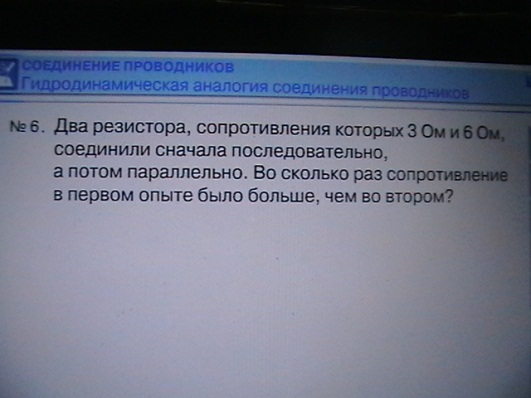 СОЕДИНЕНИЕ ПРОВОДНИКОВ
Гидродинамическая аналогия соединения проводников
№ 6. Два резистора, сопротивления которых 3 Ом и 6 Ом,
соединили сначала последовательно,
а потом параллельно. Во сколько раз сопротивление
в первом опыте было больше, чем во втором?